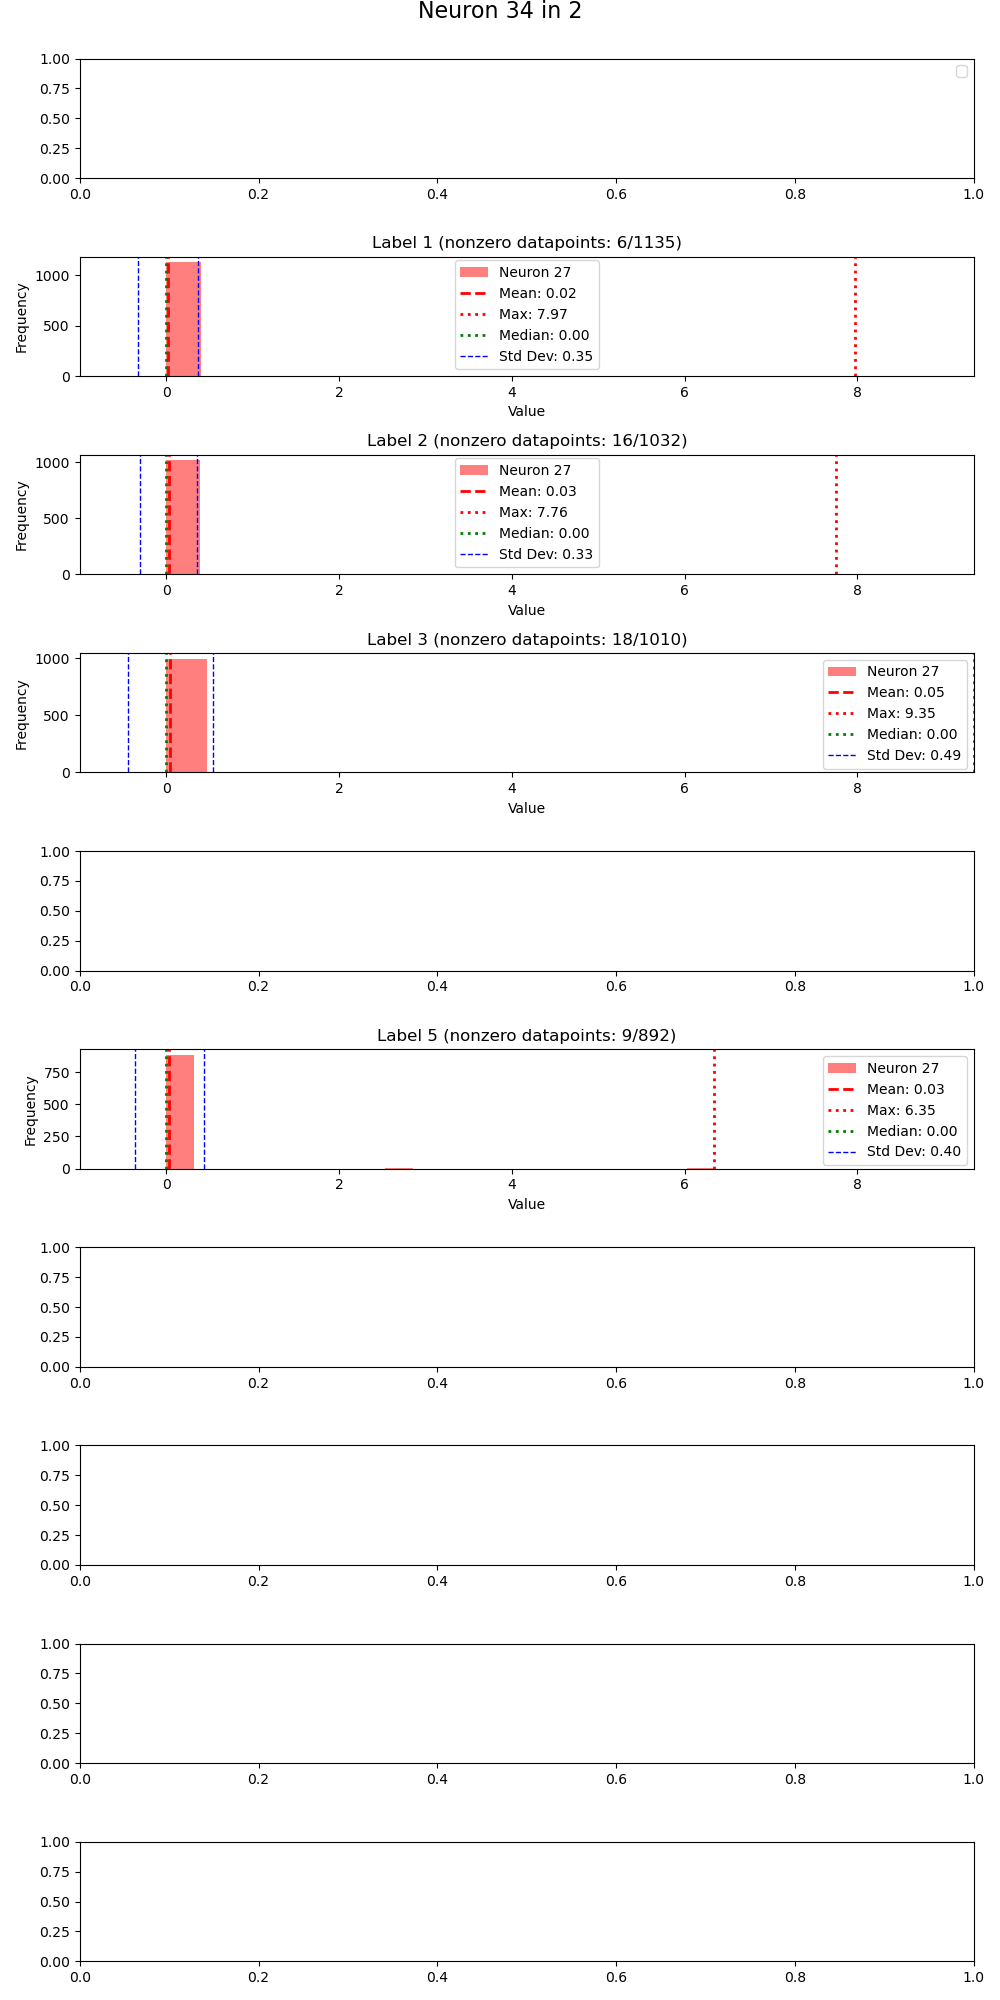 Neuron 34 in 2
1.00
0.75
0.50
0.25
0.00
0.0 0.2 0.4 0.6 0.8 1.0
Label 1 (nonzero datapoints: 6/1135)
Frequency
1000
500
0
Neuron 27
Mean: 0.02
Max: 7.97
Median: 0.00
Std Dev: 0.35
0 2 4 6 8
Value
Label 2 (nonzero datapoints: 16/1032)
Frequency
1000
500
0
Neuron 27
Mean: 0.03
Max: 7.76
Median: 0.00
Std Dev: 0.33
0 2 4 6 8
Value
Label 3 (nonzero datapoints: 18/1010)
Frequency
1000
500
0
Neuron 27
Mean: 0.05
Max: 9.35
Median: 0.00
Std Dev: 0.49
0 2 4 6 8
Value
1.00
0.75
0.50
0.25
0.00
0.0 0.2 0.4 0.6 0.8 1.0
Label 5 (nonzero datapoints: 9/892)
Frequency
750
500
250
0
Neuron 27
Mean: 0.03
Max: 6.35
Median: 0.00
Std Dev: 0.40
0 2 4 6 8
Value
1.00
0.75
0.50
0.25
0.00
0.0 0.2 0.4 0.6 0.8 1.0
1.00
0.75
0.50
0.25
0.00
0.0 0.2 0.4 0.6 0.8 1.0
1.00
0.75
0.50
0.25
0.00
0.0 0.2 0.4 0.6 0.8 1.0
1.00
0.75
0.50
0.25
0.00
0.0 0.2 0.4 0.6 0.8 1.0